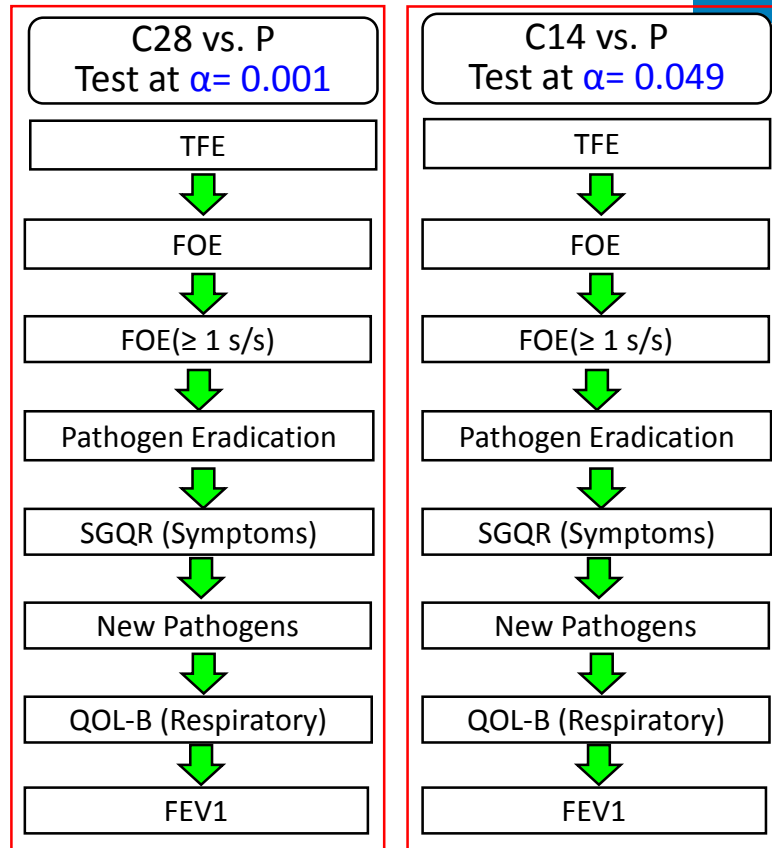 C28 vs. P
Test at α= 0.001
TFE
FOE
FOE(≥ 1 s/s)
Pathogen Eradication
SGQR (Symptoms)
New Pathogens
QOL-B (Respiratory)
FEV1
C14 vs. P
Test at α= 0.049
TFE
FOE
FOE(≥ 1 s/s)
Pathogen Eradication
SGQR (Symptoms)
New Pathogens
QOL-B (Respiratory)
FEV1